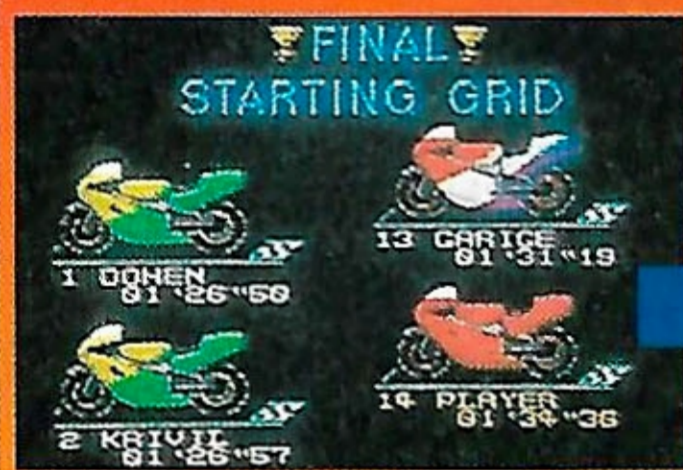 FINAL
STARTING GRID
1 DOHEN
01'26"50
2 KRIVIL
01'26"57
13 GARIGE
01'31"19
14 PLAYER
01'34"36